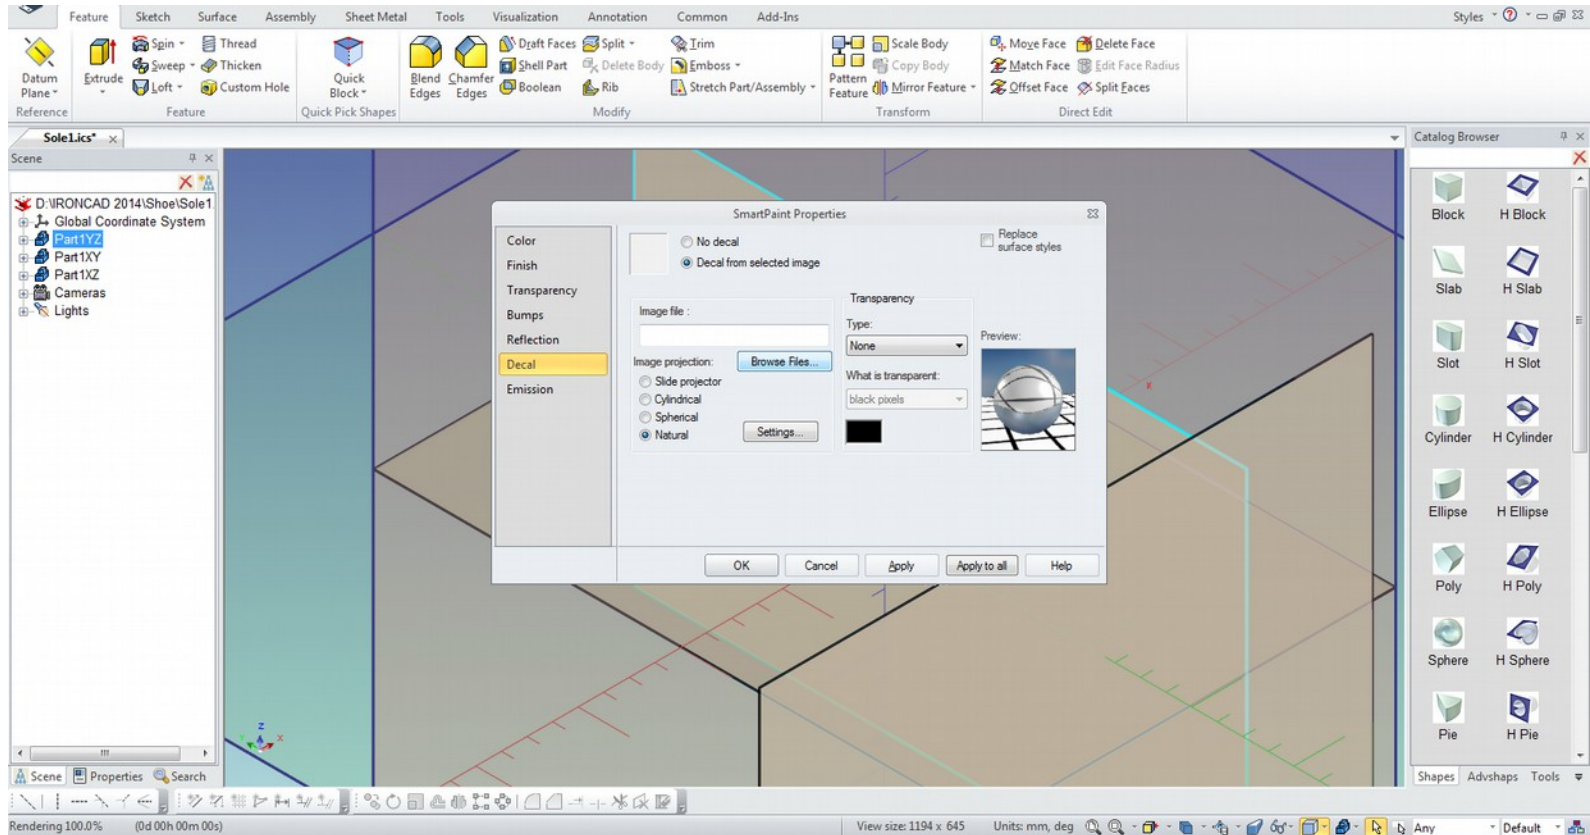 Feature Sketch Surface Assembly Sheet Metal Tools Visualization Annotation Common Add-Ins Styles
Spin Thread Draft Faces Split Trim Scale Body Move Face Delete Face
Sweep Thicken Shell Part Delete Body Emboss Copy Body Match Face Edit Face Radius
Datum Plane Extrude Loft Custom Hole Quick Block Blend Edges Chamfer Edges Boolean Rib Stretch Part/Assembly Pattern Feature Mirror Feature Offset Face Split Faces
Reference Feature Quick Pick Shapes Modify Transform Direct Edit
Sole1.ics*
Scene
D:\IRONCAD 2014\Shoe\Sole1.
Global Coordinate System
Part1YZ
Part1XY
Part1XZ
Cameras
Lights
Scene Properties Search
SmartPaint Properties
Color
Finish
Transparency
Bumps
Reflection
Decal
Emission
No decal
Decal from selected image
Replace
surface styles
Image file :
Image projection:
Browse Files...
Slide projector
Cylindrical
Spherical
Natural
Settings...
Transparency
Type:
None
What is transparent:
black pixels
Preview:
OK Cancel Apply Apply to all Help
Z
Y
X
X
Catalog Browser
Block H Block
Slab H Slab
Slot H Slot
Cylinder H Cylinder
Ellipse H Ellipse
Poly H Poly
Sphere H Sphere
Pie H Pie
Shapes Advshaps Tools
Rendering 100.0% (0d 00h 00m 00s) View size: 1194 x 645 Units: mm, deg Any Default